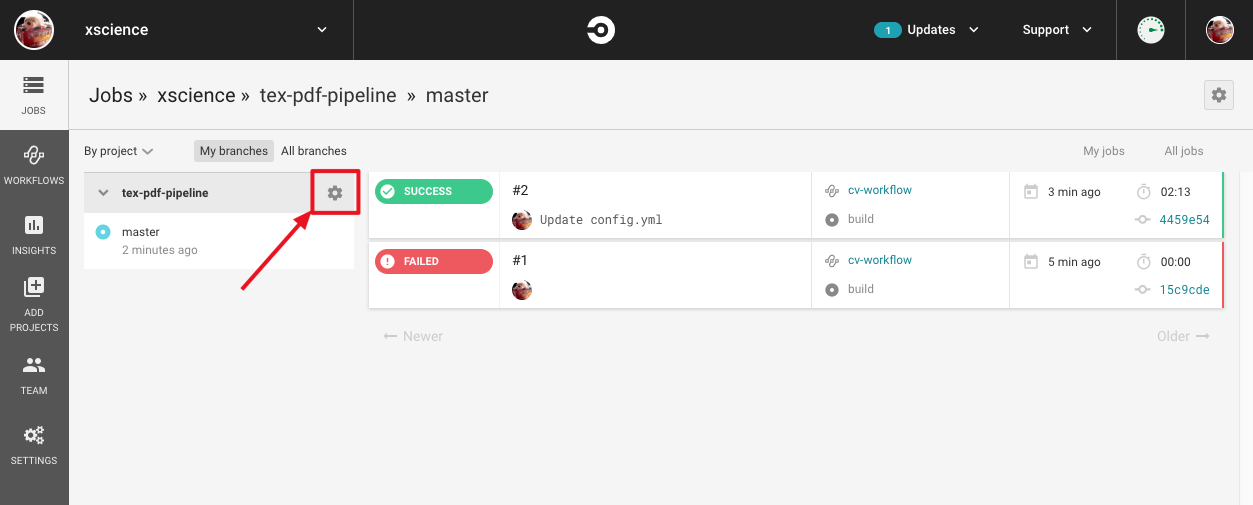 xscience
1 Updates
Support
JOBS
Jobs » xscience » tex-pdf-pipeline » master
WORKFLOWS
INSIGHTS
ADD
PROJECTS
TEAM
SETTINGS
By project
My branches
All branches
My jobs
All jobs
tex-pdf-pipeline
master
2 minutes ago
SUCCESS
#2
Update config.yml
cv-workflow
build
3 min ago
02:13
4459e54
FAILED
#1
cv-workflow
build
5 min ago
00:00
15c9cde
← Newer
Older →